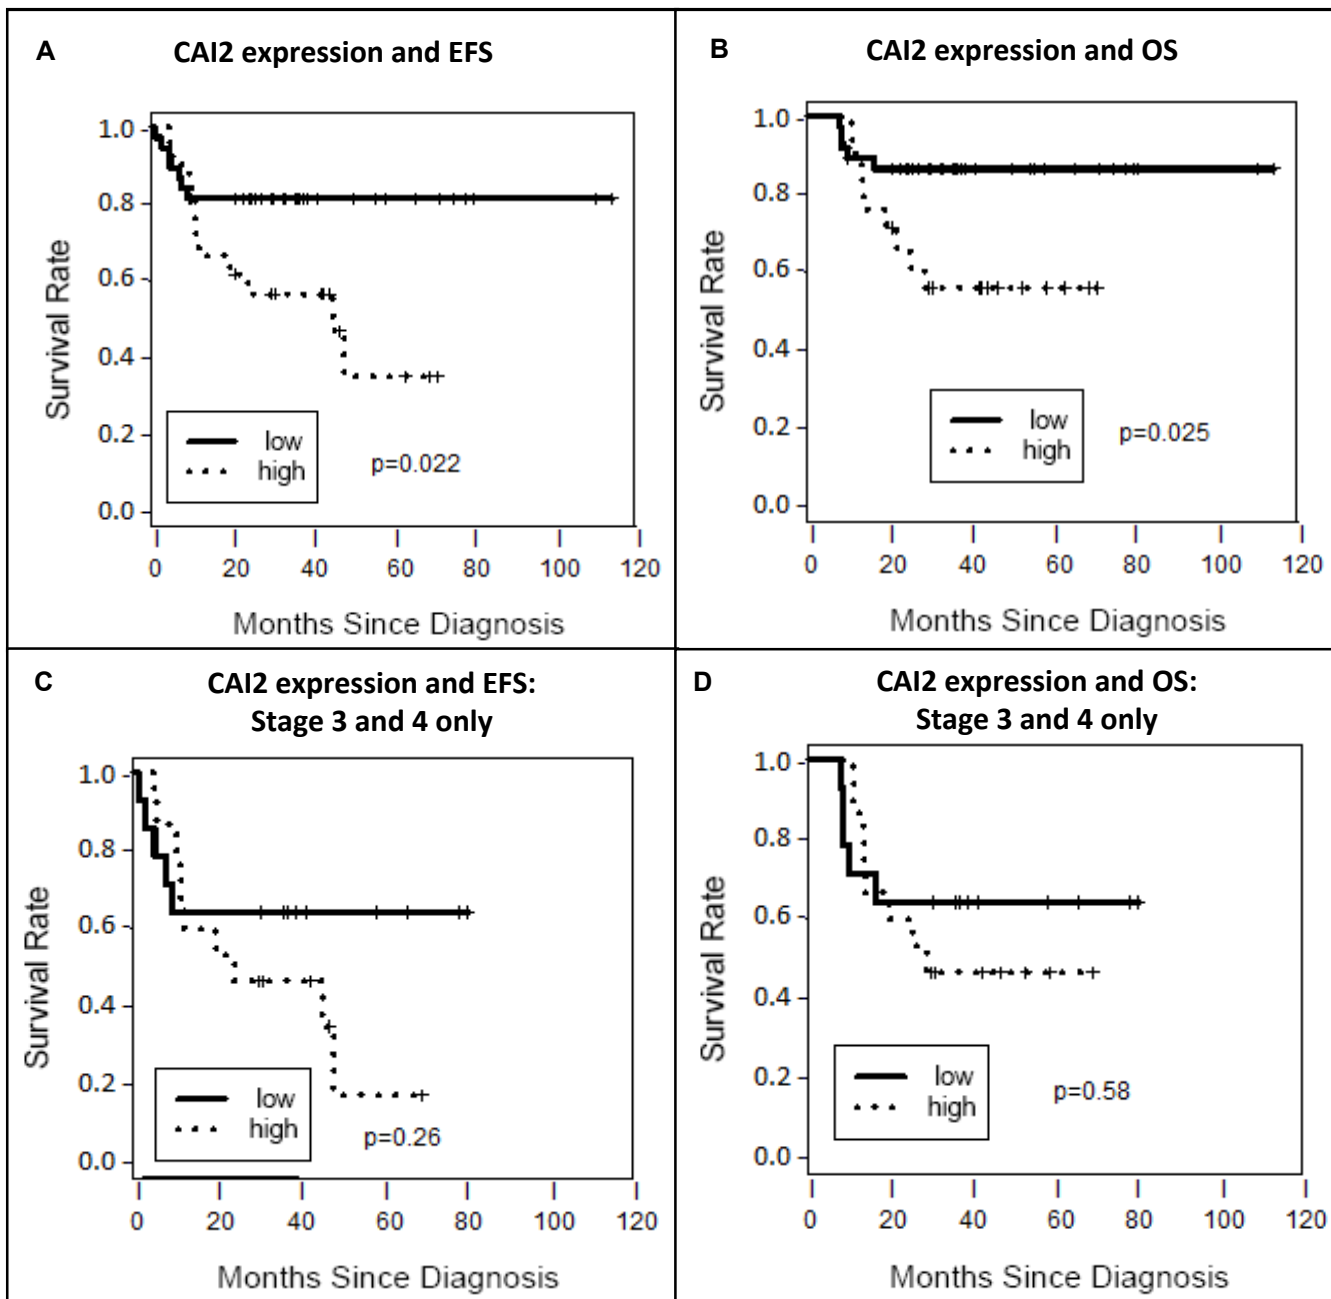 A
CAI2 expression and EFS
Survival Rate
1.0
0.8
0.6
0.4
0.2
0.0
low
high
p=0.022
0 20 40 60 80 100 120
Months Since Diagnosis
B
CAI2 expression and OS
Survival Rate
1.0
0.8
0.6
0.4
0.2
0.0
low
high
p=0.025
0 20 40 60 80 100 120
Months Since Diagnosis
C
CAI2 expression and EFS:
Stage 3 and 4 only
Survival Rate
1.0
0.8
0.6
0.4
0.2
0.0
low
high
p=0.26
0 20 40 60 80 100 120
Months Since Diagnosis
D
CAI2 expression and OS:
Stage 3 and 4 only
Survival Rate
1.0
0.8
0.6
0.4
0.2
0.0
low
high
p=0.58
0 20 40 60 80 100 120
Months Since Diagnosis